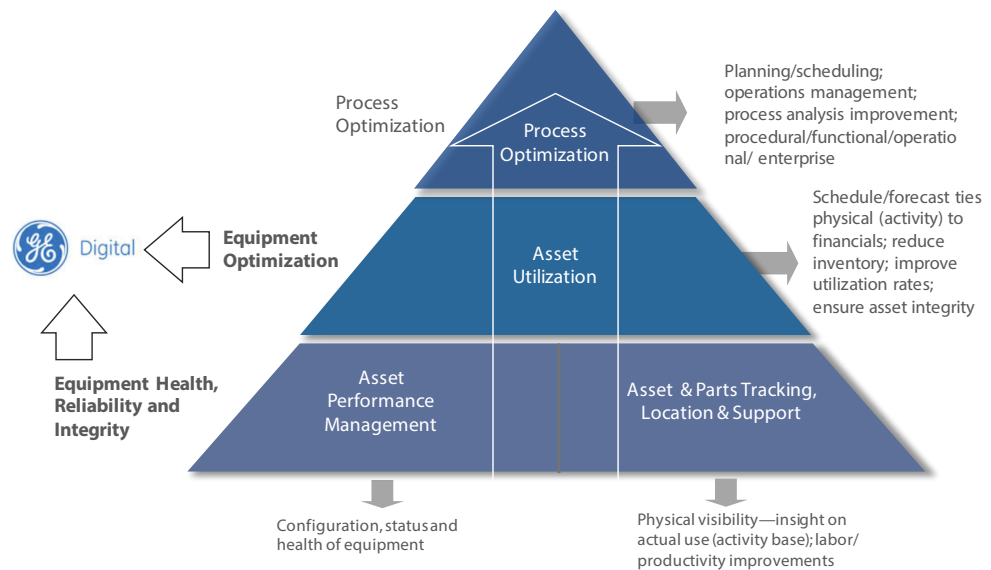 Process
Optimization
Process
Optimization
Planning/scheduling;
operations management;
process analysis improvement;
procedural/functional/operatio
nal/ enterprise
GE Digital
Equipment
Optimization
Asset
Utilization
Schedule/forecast ties
physical (activity) to
financials; reduce
inventory; improve
utilization rates;
ensure asset integrity
Equipment Health,
Reliability and
Integrity
Asset
Performance
Management
Asset & Parts Tracking,
Location & Support
Configuration, status and
health of equipment
Physical visibility—insight on
actual use (activity base); labor/
productivity improvements